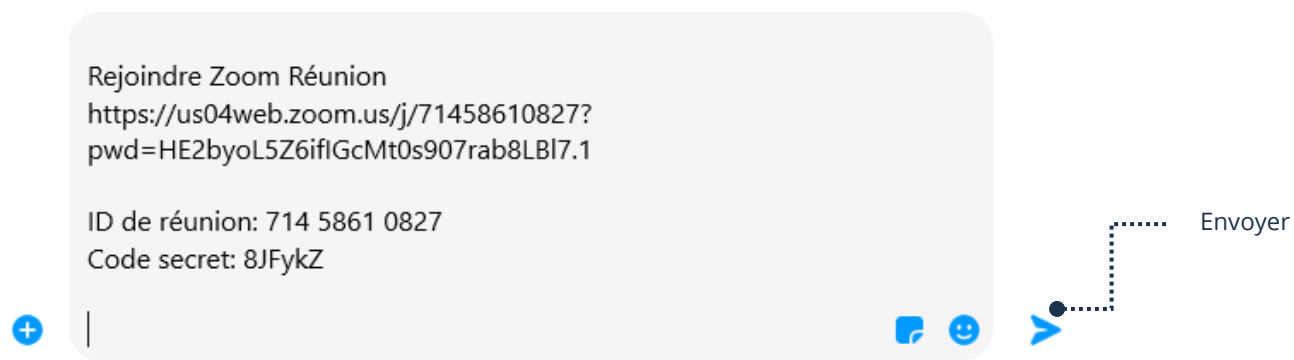 Rejoindre Zoom Réunion
https://us04web.zoom.us/j/71458610827?
pwd=HE2byoL5Z6ifIGcMt0s907rab8LBl7.1
ID de réunion: 714 5861 0827
Code secret: 8JFykZ
Envoyer